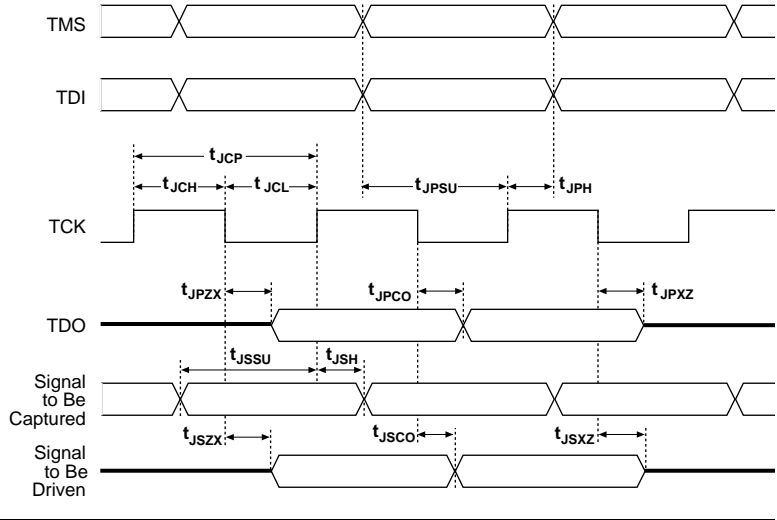 TMS
TDI
tJCP
tJCH
tJCL
tJPSU
tJPH
TCK
tJPZX
tJPCO
tJPXZ
TDO
tJSSU
tJSH
Signal
to Be
Captured
tJSZX
tJSCO
tJSXZ
Signal
to Be
Driven